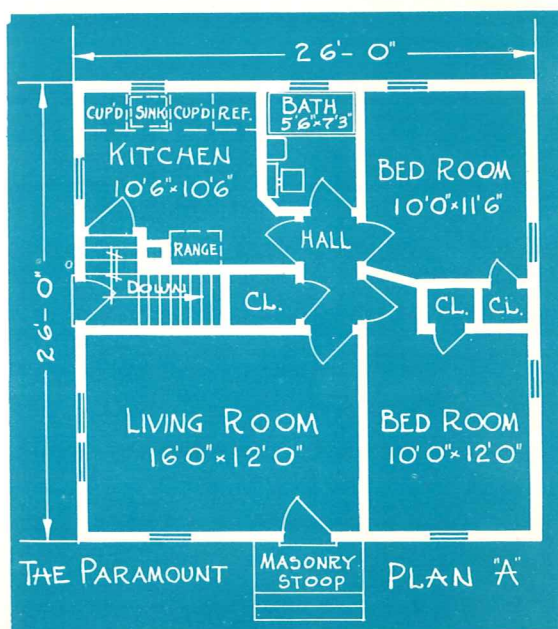 26'-0"
CUP'D SINK CUP'D REF.
BATH
5'6"×7'3"
KITCHEN
10'6"×10'6"
BED ROOM
10'0"×11'6"
HALL
RANGE
26'-0"
DOWN
CL.
CL.
CL.
LIVING ROOM
16'0"×12'0"
BED ROOM
10'0"×12'0"
THE PARAMOUNT
MASONRY
STOOP
PLAN "A"